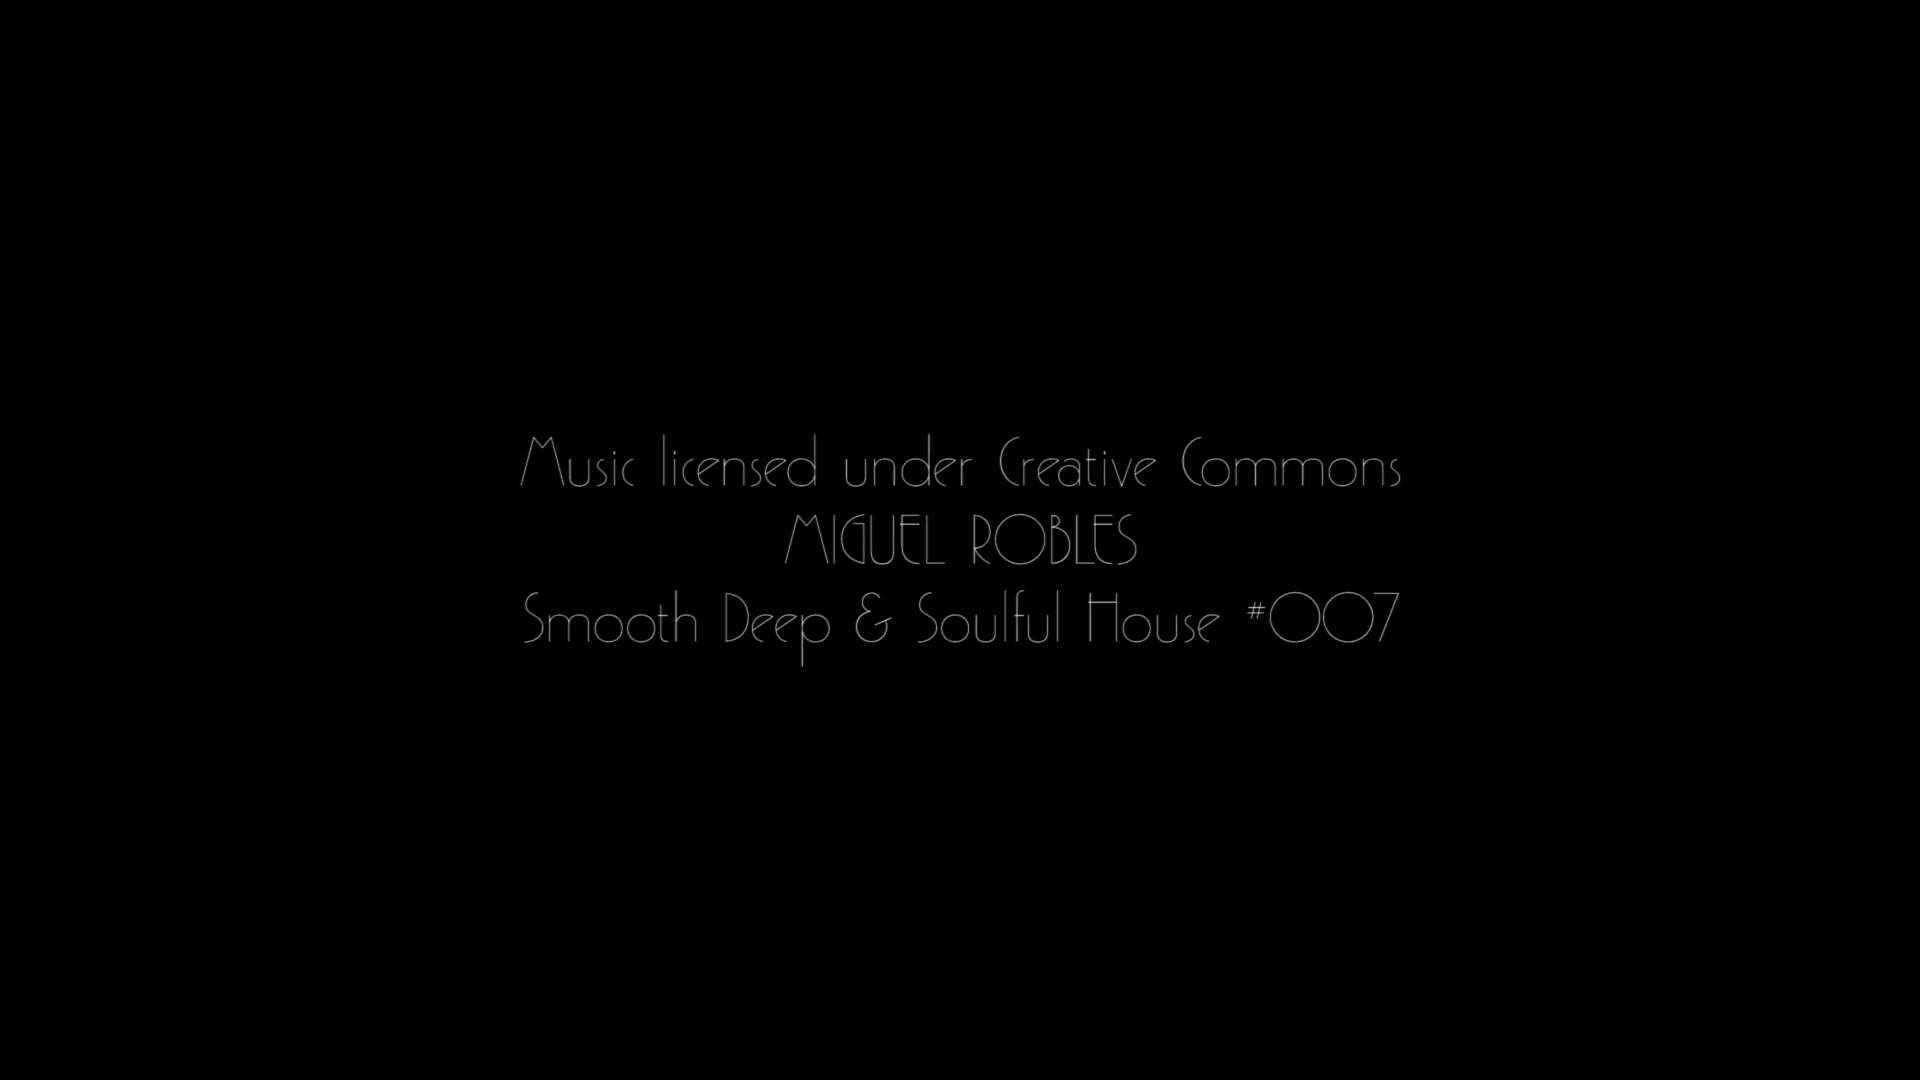 Music licensed under Creative Commons
MIGUEL ROBLES
Smooth Deep & Soulful House #007